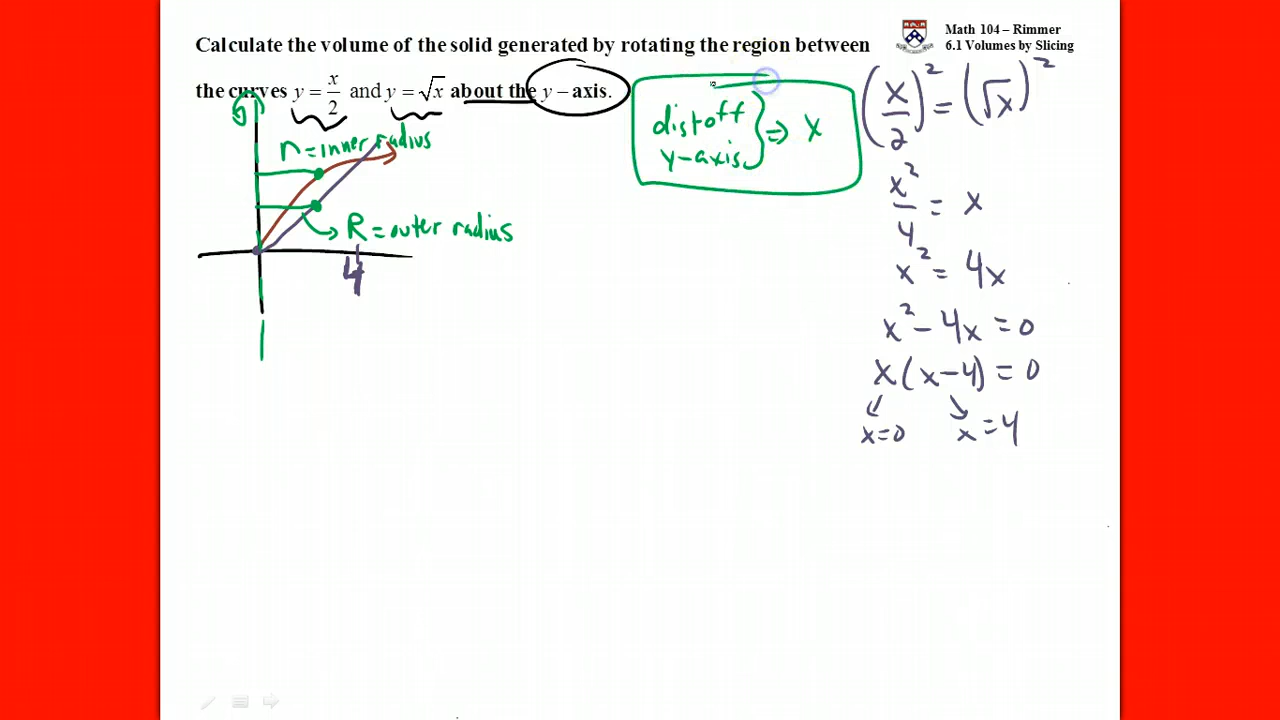 Math 104 – Rimmer
6.1 Volumes by Slicing
Calculate the volume of the solid generated by rotating the region between
the curves y = x/2 and y = √x about the y – axis.
r = inner radius
R = outer radius
4
dist off
y-axis } ⇒ x
(x/2)² = (√x)²
x²/4 = x
x² = 4x
x² - 4x = 0
x(x-4) = 0
x=0 x=4